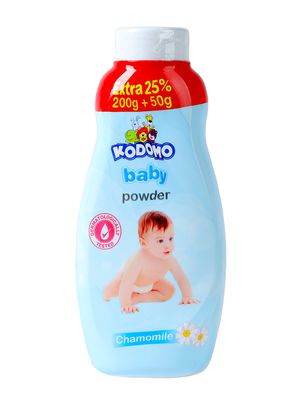 Extra 25%
200g + 50g
KODOMO
baby
powder
DERMATOLOGICALLY
TESTED
Chamomile